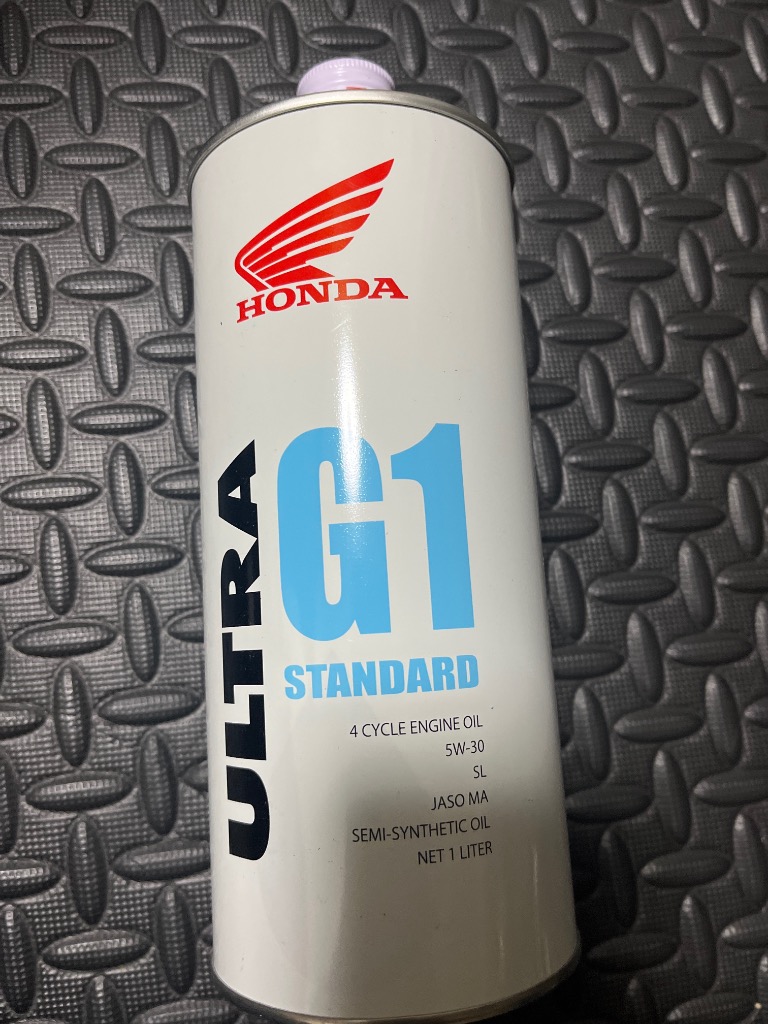 HONDA
ULTRA
G1
STANDARD
4 CYCLE ENGINE OIL
5W-30
SL
JASO MA
SEMI-SYNTHETIC OIL
NET 1 LITER